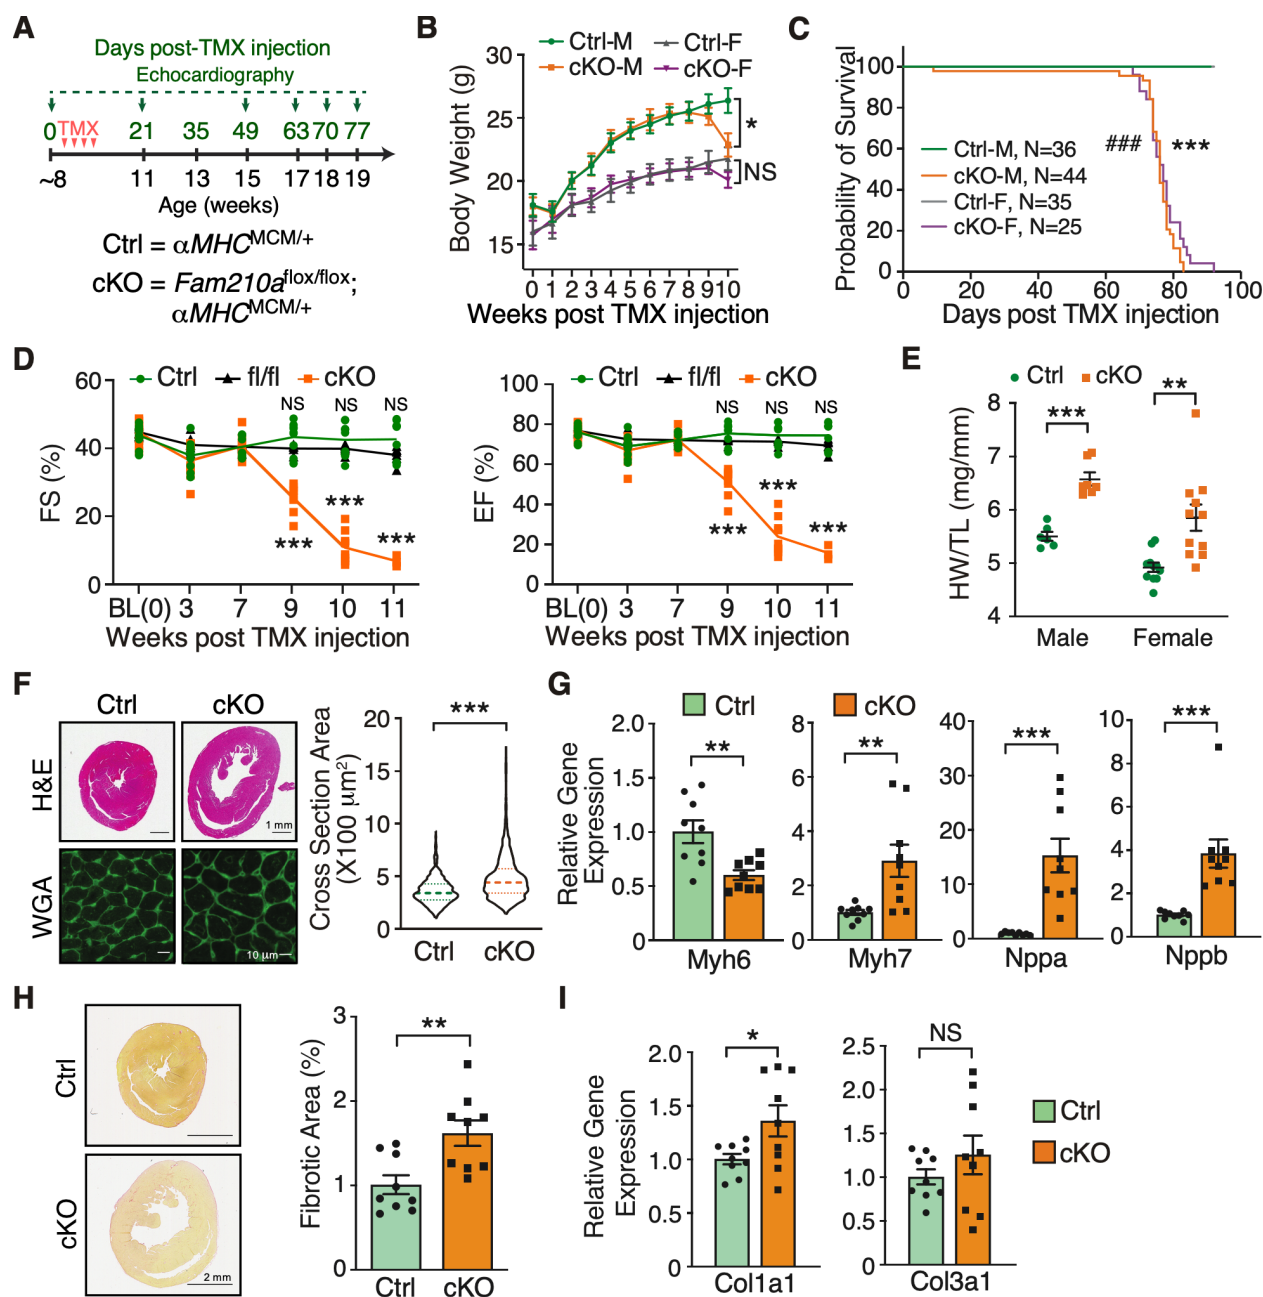 A
Days post-TMX injection
Echocardiography
0 TMX 21 35 49 63 70 77
~8 11 13 15 17 18 19
Age (weeks)
Ctrl = αMHC^MCM/+
cKO = Fam210a^flox/flox;
αMHC^MCM/+
B
Ctrl-M Ctrl-F
cKO-M cKO-F
Body Weight (g)
30
25
20
15
*
NS
0 1 2 3 4 5 6 7 8 9 10
Weeks post TMX injection
C
Probability of Survival
100
80
60
40
20
0
Ctrl-M, N=36
cKO-M, N=44
Ctrl-F, N=35
cKO-F, N=25
### ***
0 20 40 60 80 100
Days post TMX injection
D
Ctrl fl/fl cKO
FS (%)
60
40
20
0
NS NS NS
*** *** ***
BL(0) 3 7 9 10 11
Weeks post TMX injection
Ctrl fl/fl cKO
EF (%)
100
80
60
40
20
0
NS NS NS
*** *** ***
BL(0) 3 7 9 10 11
Weeks post TMX injection
E
Ctrl cKO
HW/TL (mg/mm)
8
7
6
5
4
*** **
Male Female
F
Ctrl cKO
H&E
1 mm
WGA
10 μm
Cross Section Area
(X100 μm²)
20
15
10
5
0
***
Ctrl cKO
G
Ctrl cKO
Relative Gene
Expression
2.0
1.5
1.0
0.5
0
**
Myh6
8
6
4
2
0
**
Myh7
40
30
20
10
0
***
Nppa
10
8
6
4
2
0
***
Nppb
H
Ctrl
cKO
2 mm
Fibrotic Area (%)
3
2
1
0
**
Ctrl cKO
I
Relative Gene
Expression
2.0
1.5
1.0
0.5
0
*
Col1a1
2.5
2.0
1.5
1.0
0.5
0
NS
Col3a1
Ctrl
cKO